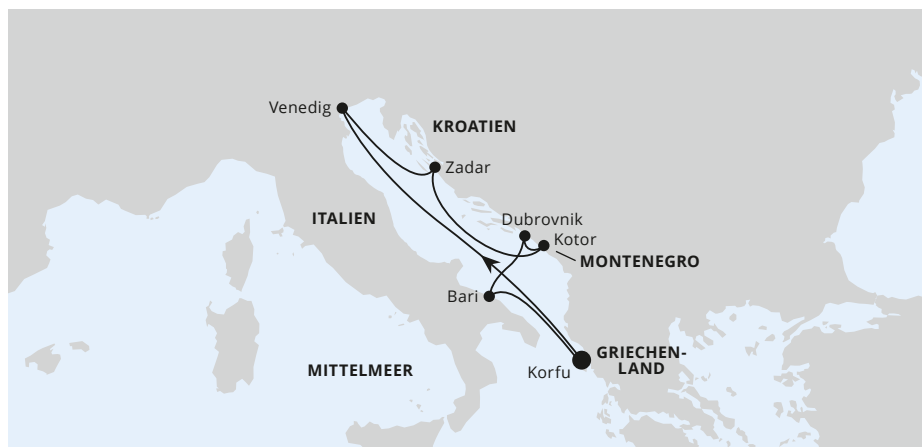 Venedig
KROATIEN
Zadar
ITALIEN
Dubrovnik
Kotor
MONTENEGRO
Bari
GRIECHEN-
LAND
Korfu
MITTELMEER